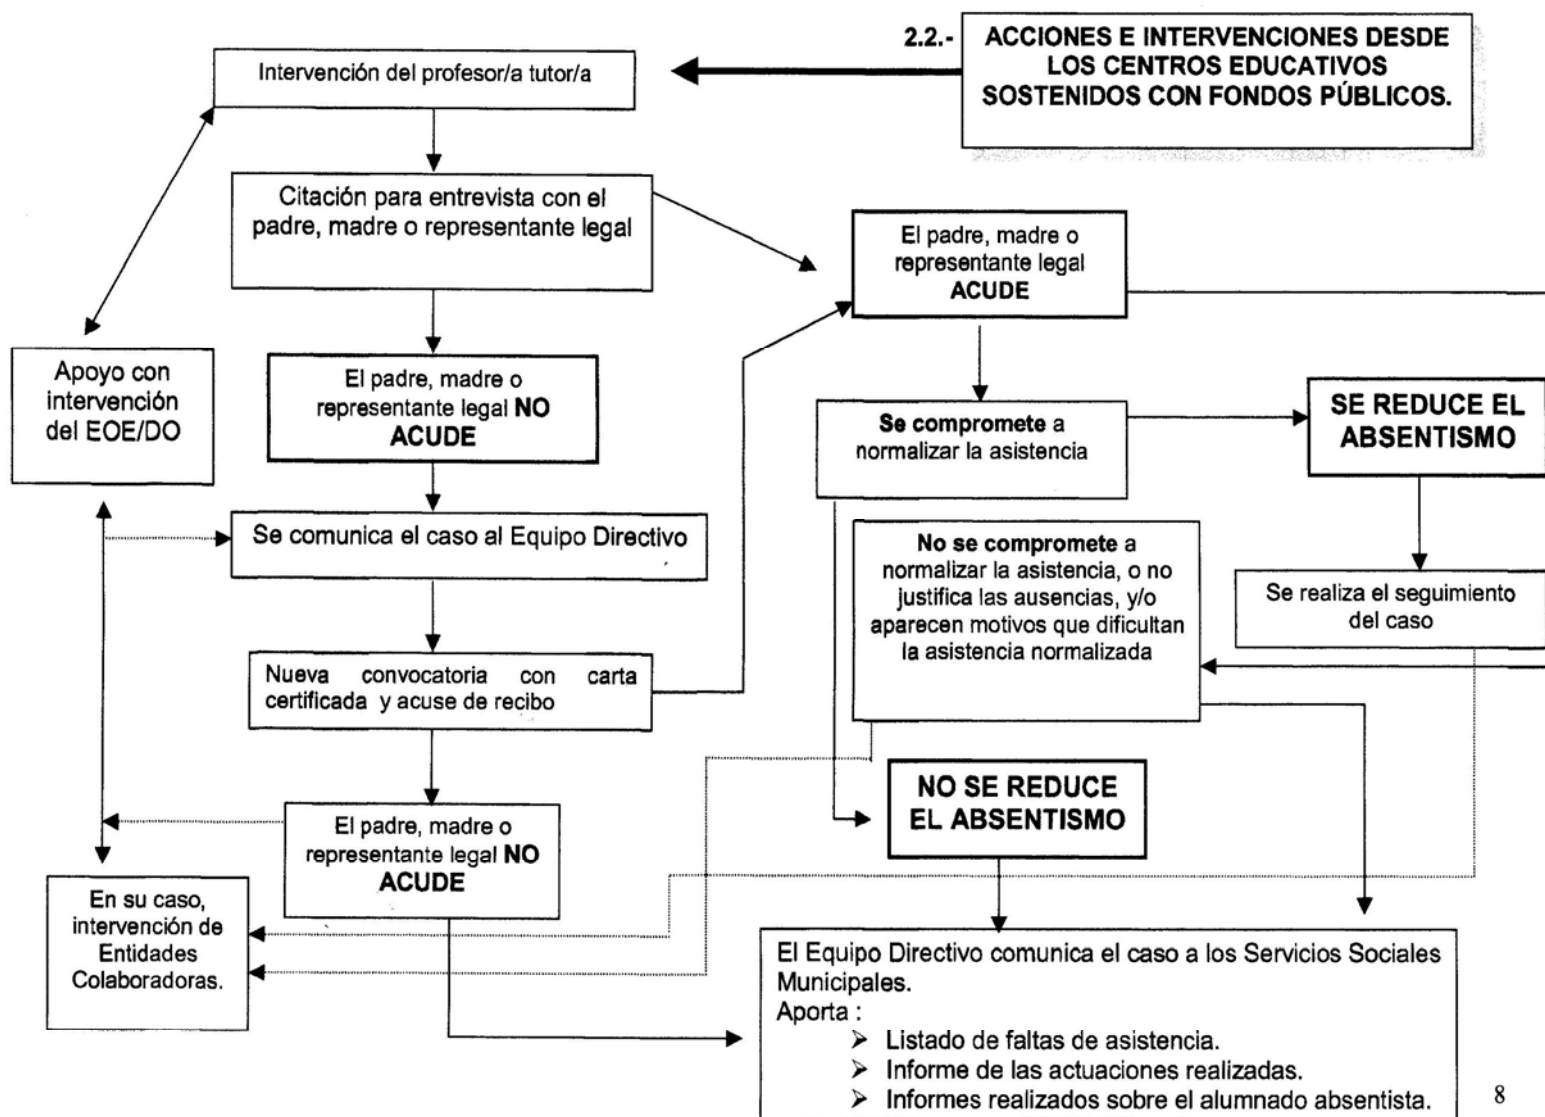 2.2.-
ACCIONES E INTERVENCIONES DESDE
LOS CENTROS EDUCATIVOS
SOSTENIDOS CON FONDOS PÚBLICOS.
Intervención del profesor/a tutor/a
Citación para entrevista con el
padre, madre o representante legal
El padre, madre o
representante legal
ACUDE
Apoyo con
intervención
del EOE/DO
El padre, madre o
representante legal NO
ACUDE
Se compromete a
normalizar la asistencia
SE REDUCE EL
ABSENTISMO
Se comunica el caso al Equipo Directivo
No se compromete a
normalizar la asistencia, o no
justifica las ausencias, y/o
aparecen motivos que dificultan
la asistencia normalizada
Se realiza el seguimiento
del caso
Nueva convocatoria con carta
certificada y acuse de recibo
NO SE REDUCE
EL ABSENTISMO
El padre, madre o
representante legal NO
ACUDE
En su caso,
intervención de
Entidades
Colaboradoras.
El Equipo Directivo comunica el caso a los Servicios Sociales
Municipales.
Aporta :
➢ Listado de faltas de asistencia.
➢ Informe de las actuaciones realizadas.
➢ Informes realizados sobre el alumnado absentista.
8